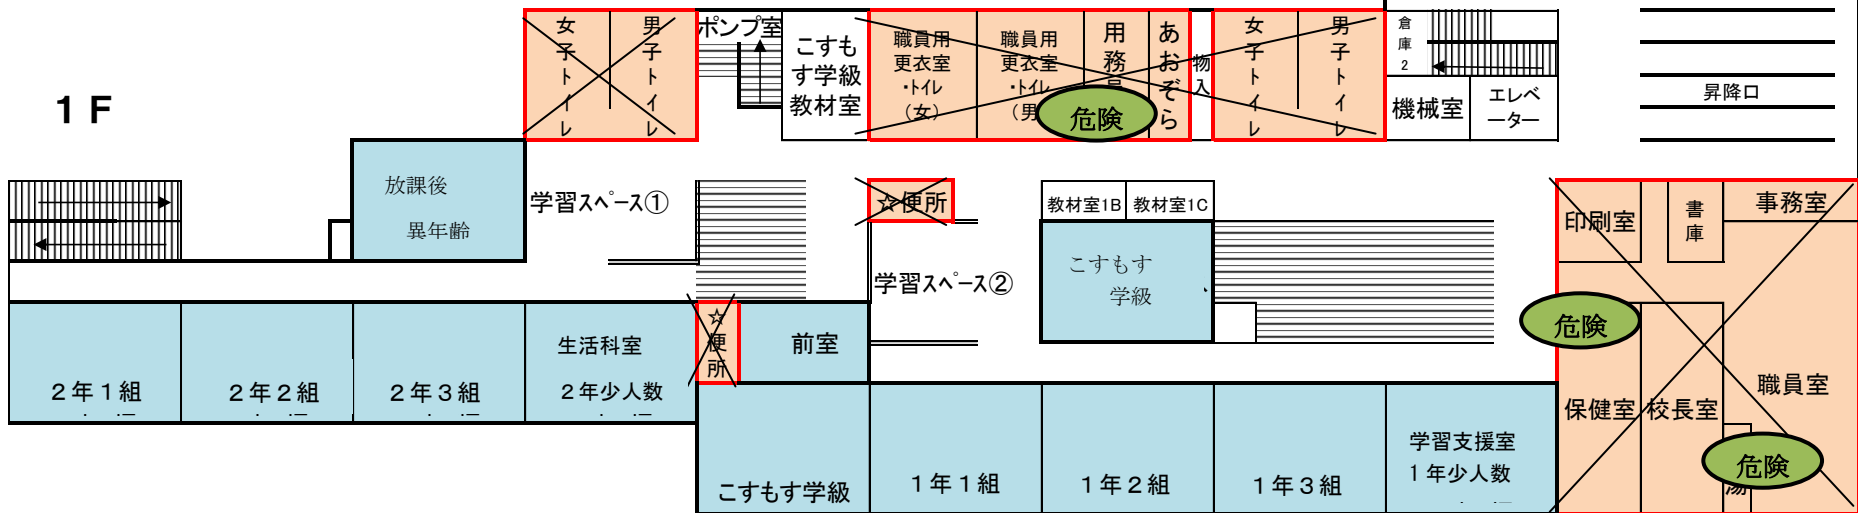 1F
女子トイレ
男子トイレ
ポンプ室
こすも
す学級
教材室
職員用
更衣室
・トイレ
（女）
職員用
更衣室
・トイレ
（男
用務
あおぞら
物入
女子トイレ
男子トイレ
危険
倉庫2
機械室
エレベ
ーター
昇降口
放課後
異年齢
学習スペース①
☆便所
教材室1B
教材室1C
印刷室
書庫
事務室
学習スペース②
こすもす
学級
危険
2年1組
2年2組
2年3組
生活科室
2年少人数
☆便所
前室
保健室
校長室
職員室
危険
湯
こすもす学級
1年1組
1年2組
1年3組
学習支援室
1年少人数